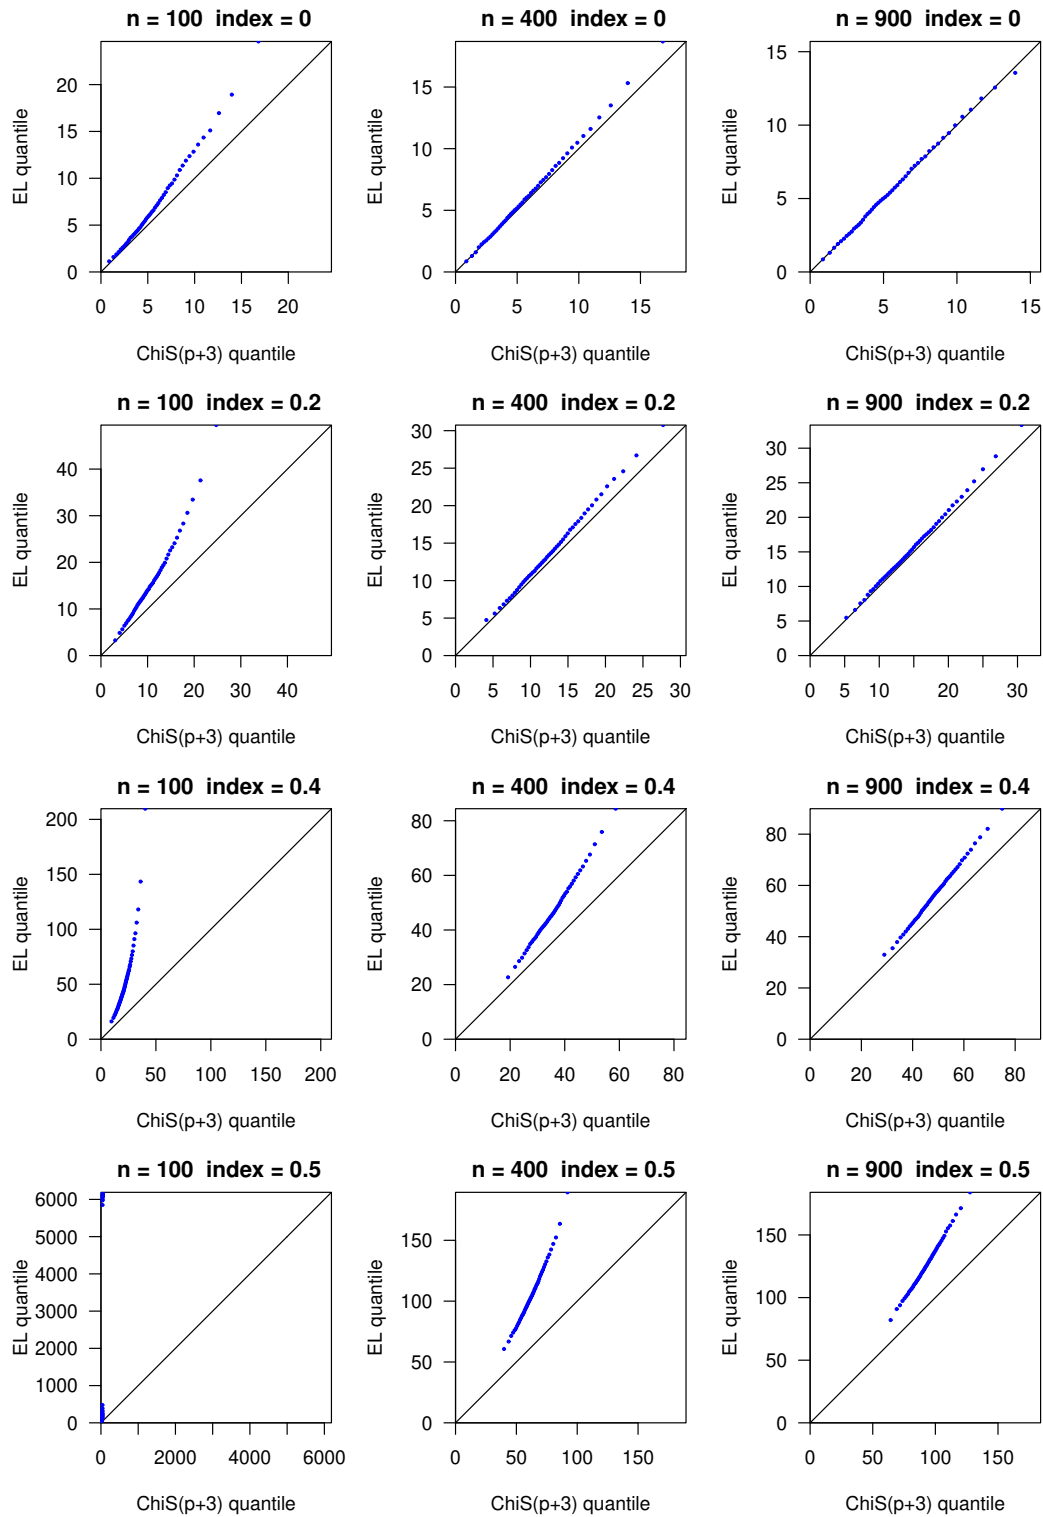 n = 100  index = 0
n = 400  index = 0
n = 900  index = 0
EL quantile
20
15
10
5
0
0 5 10 15 20
ChiS(p+3) quantile
EL quantile
15
10
5
0
0 5 10 15
ChiS(p+3) quantile
EL quantile
15
10
5
0
0 5 10 15
ChiS(p+3) quantile
n = 100  index = 0.2
n = 400  index = 0.2
n = 900  index = 0.2
EL quantile
40
30
20
10
0
0 10 20 30 40
ChiS(p+3) quantile
EL quantile
30
25
20
15
10
5
0
0 5 10 15 20 25 30
ChiS(p+3) quantile
EL quantile
30
25
20
15
10
5
0
0 5 10 20 30
ChiS(p+3) quantile
n = 100  index = 0.4
n = 400  index = 0.4
n = 900  index = 0.4
EL quantile
200
150
100
50
0
0 50 100 200
ChiS(p+3) quantile
EL quantile
80
60
40
20
0
0 20 40 60 80
ChiS(p+3) quantile
EL quantile
80
60
40
20
0
0 20 40 60 80
ChiS(p+3) quantile
n = 100  index = 0.5
n = 400  index = 0.5
n = 900  index = 0.5
EL quantile
6000
5000
4000
3000
2000
1000
0
0 2000 4000 6000
ChiS(p+3) quantile
EL quantile
150
100
50
0
0 50 100 150
ChiS(p+3) quantile
EL quantile
150
100
50
0
0 50 100 150
ChiS(p+3) quantile